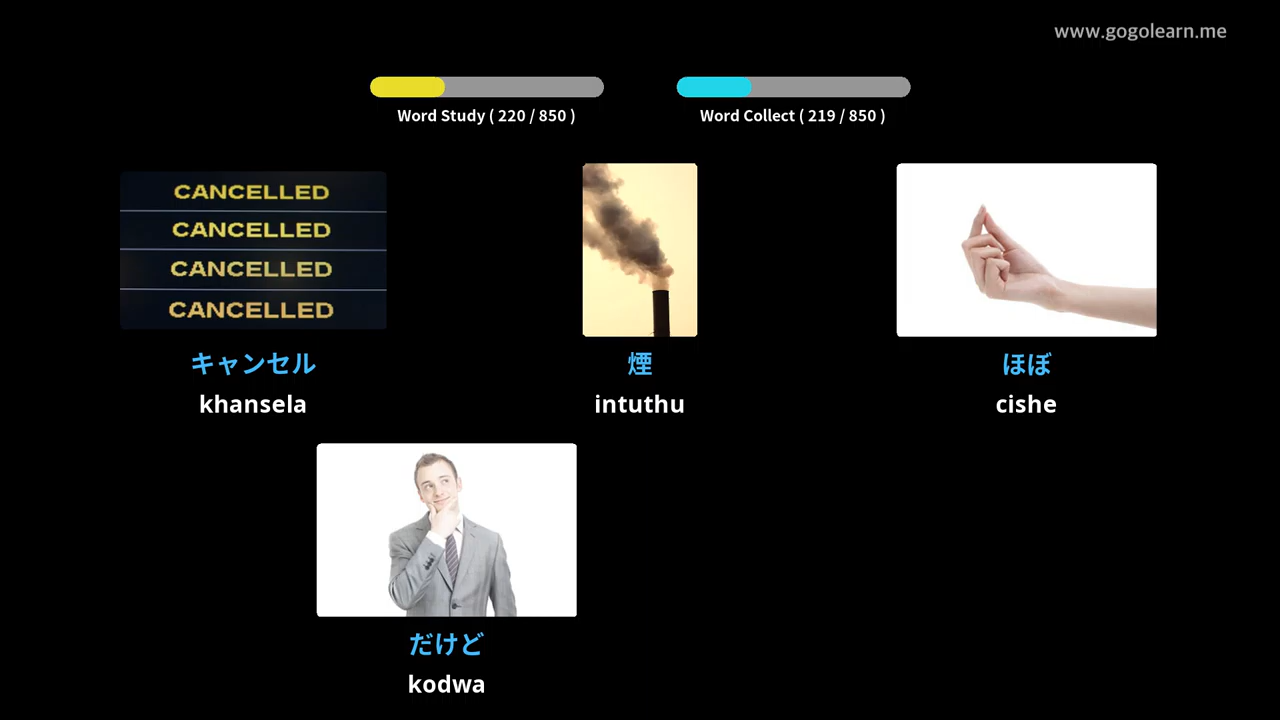 www.gogolearn.me
Word Study ( 220 / 850 )
Word Collect ( 219 / 850 )
CANCELLED
CANCELLED
CANCELLED
CANCELLED
キャンセル
khansela
煙
intuthu
ほぼ
cishe
だけど
kodwa